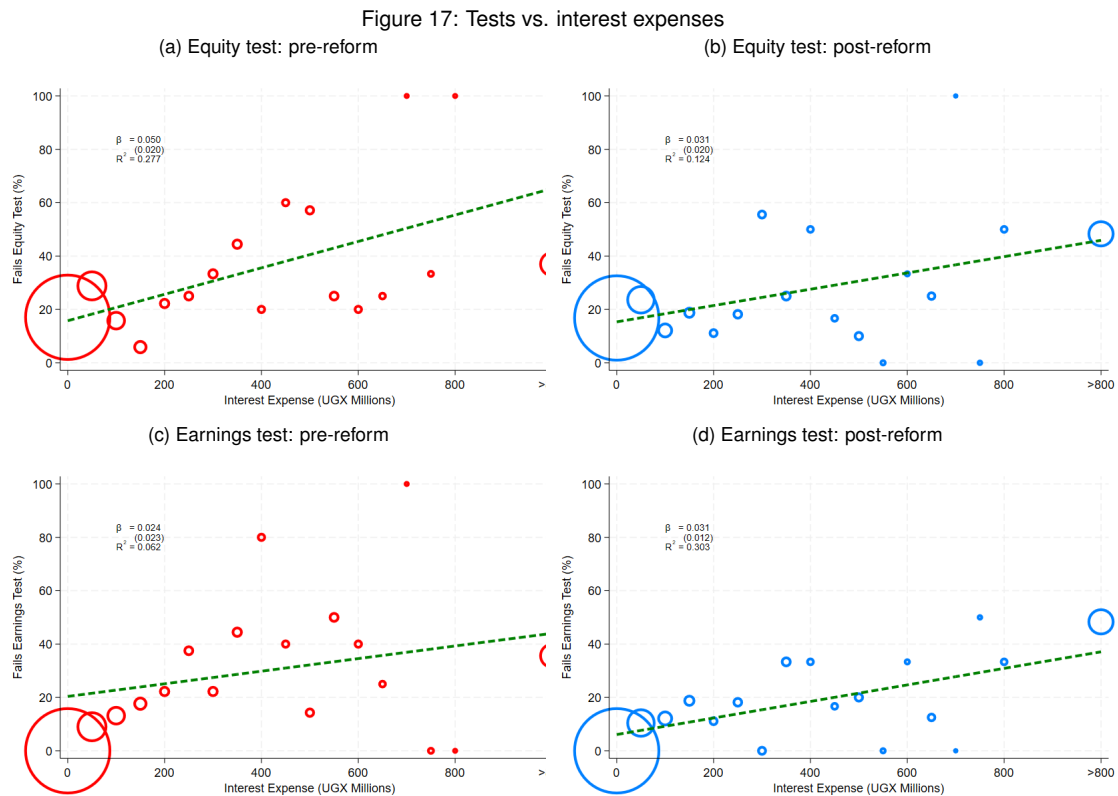 Figure 17: Tests vs. interest expenses
(a) Equity test: pre-reform
100
80
60
40
20
0
Fails Equity Test (%)
β = 0.050
(0.020)
R² = 0.277
0 200 400 600 800 >
Interest Expense (UGX Millions)
(b) Equity test: post-reform
100
80
60
40
20
0
Fails Equity Test (%)
β = 0.031
(0.020)
R² = 0.124
0 200 400 600 >800
Interest Expense (UGX Millions)
(c) Earnings test: pre-reform
100
80
60
40
20
0
Fails Earnings Test (%)
β = 0.024
(0.023)
R² = 0.062
0 200 400 600 800 >
Interest Expense (UGX Millions)
(d) Earnings test: post-reform
100
80
60
40
20
0
Fails Earnings Test (%)
β = 0.031
(0.012)
R² = 0.303
0 200 400 600 800 >800
Interest Expense (UGX Millions)